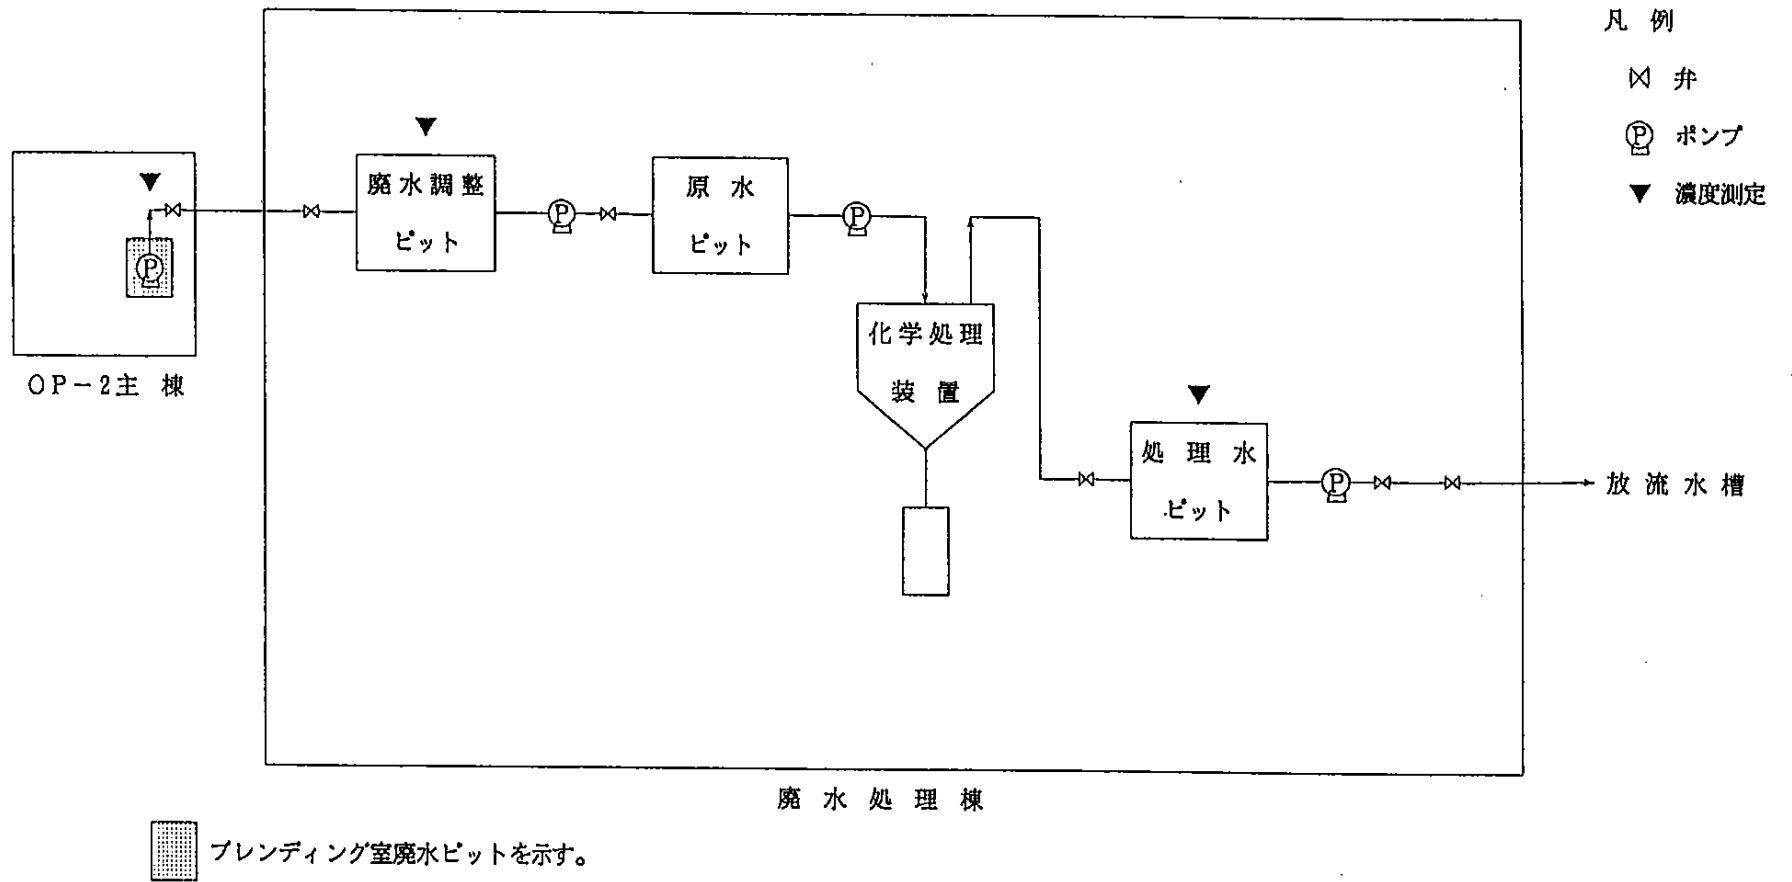 凡 例
弁
P ポンプ
濃度測定
廃水調整
ピット
P
原 水
ピット
P
P
OP-2主 棟
化学処理
装 置
処 理 水
ピット
P
放 流 水 槽
廃 水 処 理 棟
ブレンディング室廃水ピットを示す。